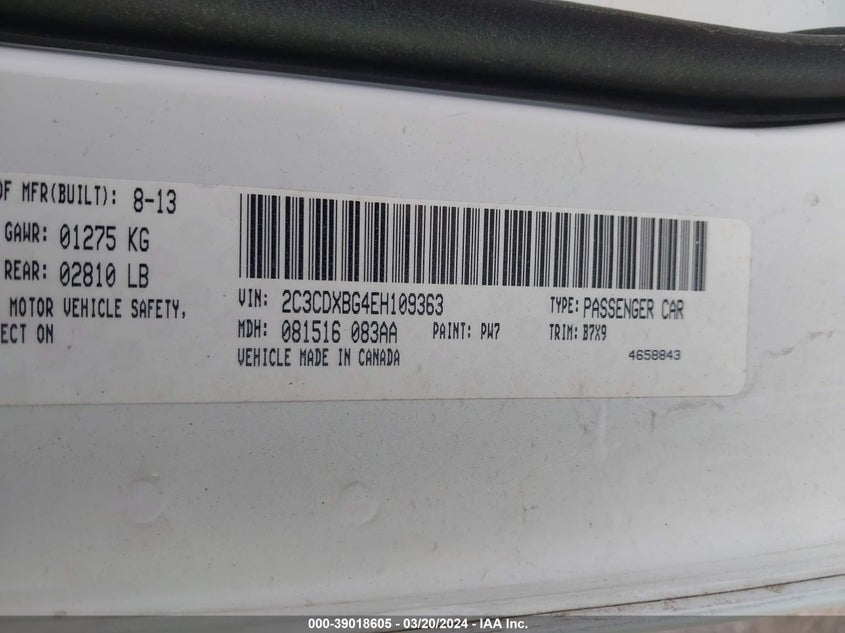 OF MFR(BUILT): 8-13
GAWR: 01275 KG
REAR: 02810 LB
MOTOR VEHICLE SAFETY,
ECT ON
VIN: 2C3CDXBG4EH109363 TYPE: PASSENGER CAR
MDH: 081516 083AA PAINT: PW7 TRIM: B7X9
VEHICLE MADE IN CANADA 4658843
000-39018605 - 03/20/2024 - IAA Inc.